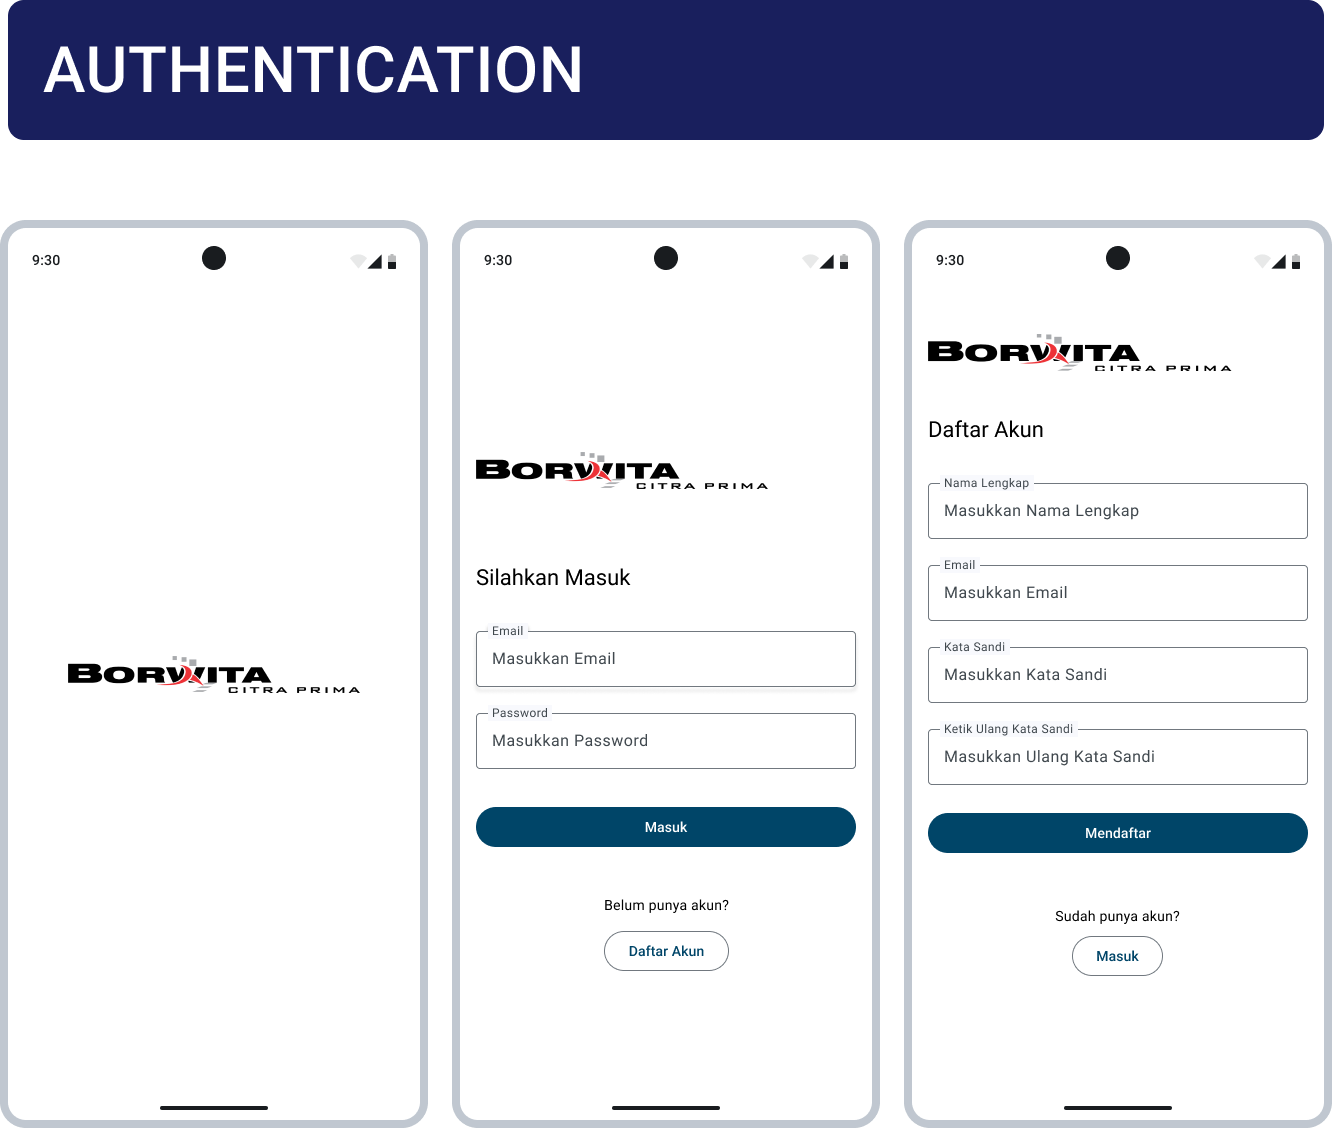 AUTHENTICATION
9:30
BORWITA
CITRA PRIMA
9:30
BORWITA
CITRA PRIMA
Silahkan Masuk
Email
Masukkan Email
Password
Masukkan Password
Masuk
Belum punya akun?
Daftar Akun
9:30
BORWITA
CITRA PRIMA
Daftar Akun
Nama Lengkap
Masukkan Nama Lengkap
Email
Masukkan Email
Kata Sandi
Masukkan Kata Sandi
Ketik Ulang Kata Sandi
Masukkan Ulang Kata Sandi
Mendaftar
Sudah punya akun?
Masuk